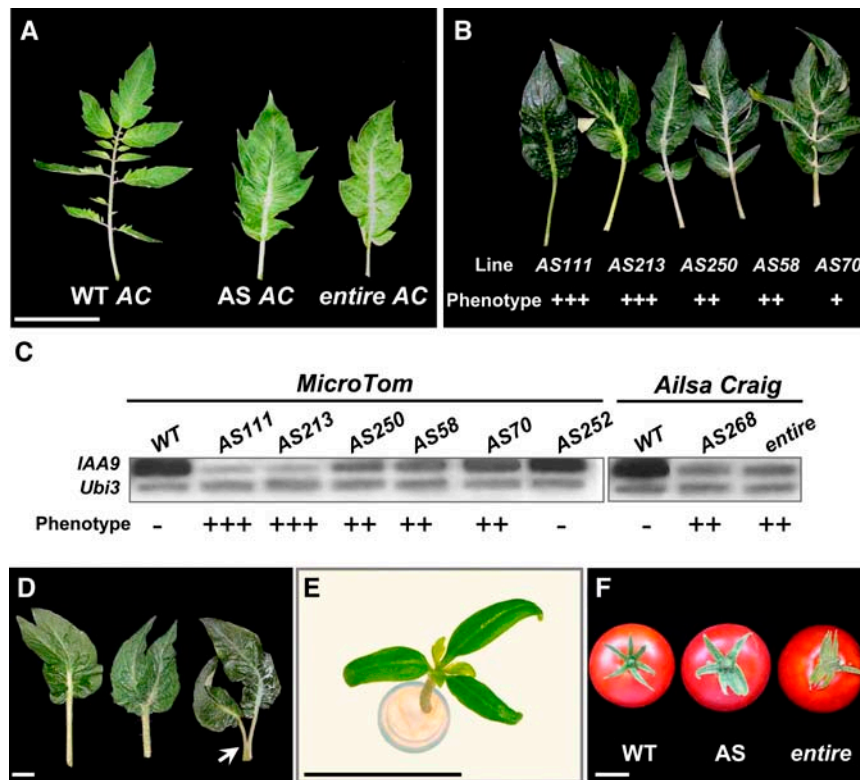 A
WT AC
AS AC
entire AC
B
Line AS111 AS213 AS250 AS58 AS70
Phenotype +++ +++ ++ ++ +
C
MicroTom
Ailsa Craig
WT AS111 AS213 AS250 AS58 AS70 AS252 WT AS268 entire
IAA9
Ubi3
Phenotype - +++ +++ ++ ++ ++ - - ++ ++
D
E
F
WT AS entire